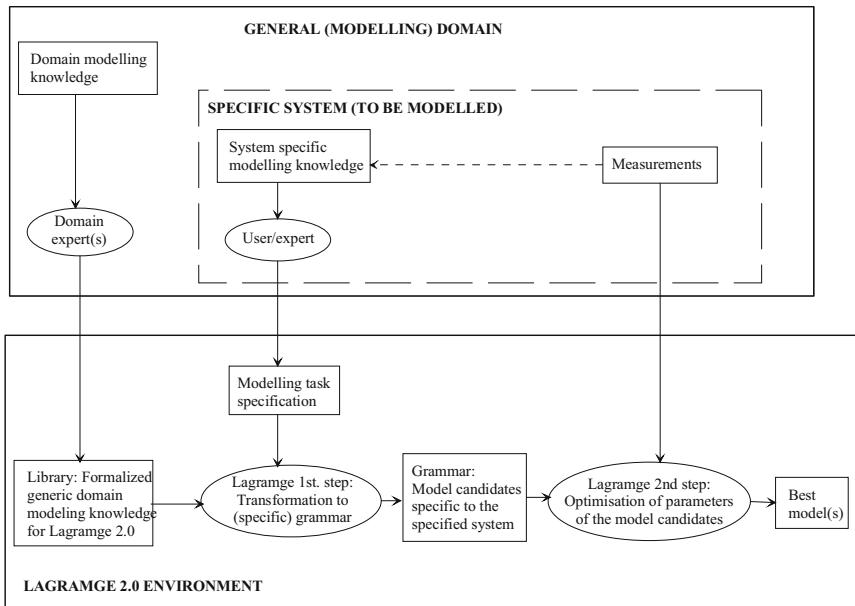 GENERAL (MODELLING) DOMAIN
Domain modelling
knowledge
SPECIFIC SYSTEM (TO BE MODELLED)
System specific
modelling knowledge
Measurements
Domain
expert(s)
User/expert
Modelling task
specification
Library: Formalized
generic domain
modeling knowledge
for Lagramge 2.0
Lagramge 1st. step:
Transformation to
(specific) grammar
Grammar:
Model candidates
specific to the
specified system
Lagramge 2nd step:
Optimisation of parameters
of the model candidates
Best
model(s)
LAGRAMGE 2.0 ENVIRONMENT